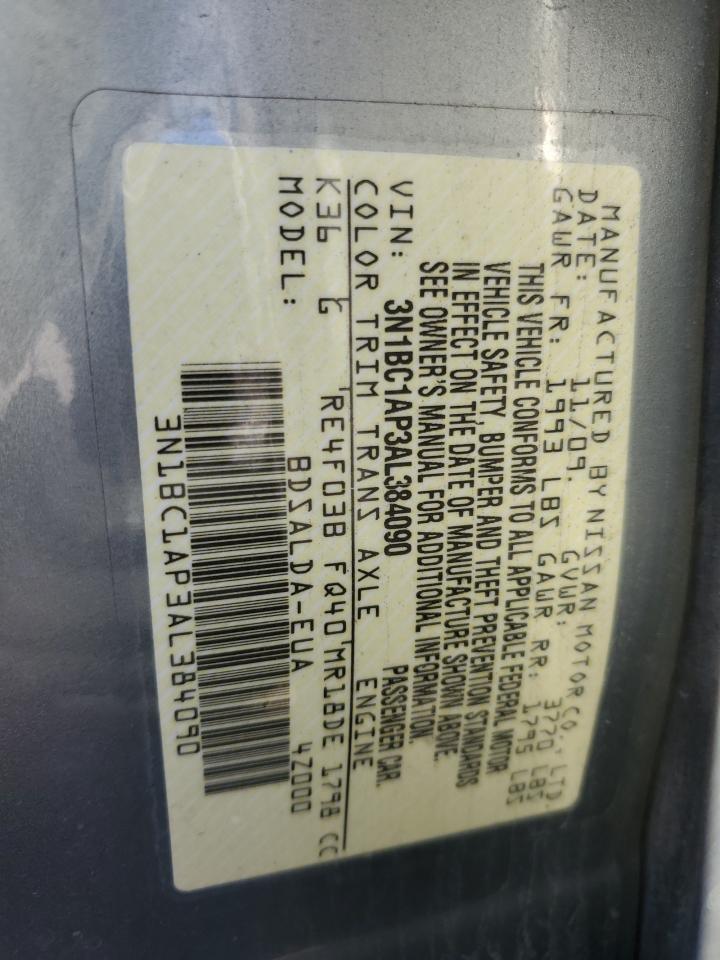 MANUFACTURED BY NISSAN MOTOR CO., LTD.
DATE: 11/09. GVWR: 3770 LBS
GAWR FR: 1993 LBS GAWR RR: 1795 LBS
THIS VEHICLE CONFORMS TO ALL APPLICABLE FEDERAL MOTOR
VEHICLE SAFETY, BUMPER AND THEFT PREVENTION STANDARDS
IN EFFECT ON THE DATE OF MANUFACTURE SHOWN ABOVE.
SEE OWNER'S MANUAL FOR ADDITIONAL INFORMATION.
VIN: 3N1BC1AP3AL384090 PASSENGER CAR.
COLOR TRIM TRANS AXLE ENGINE
K36 G RE4F03B FQ40 MR18DE 1798 CC
MODEL: BDSALDA-EUA 4Z000
3N1BC1AP3AL384090